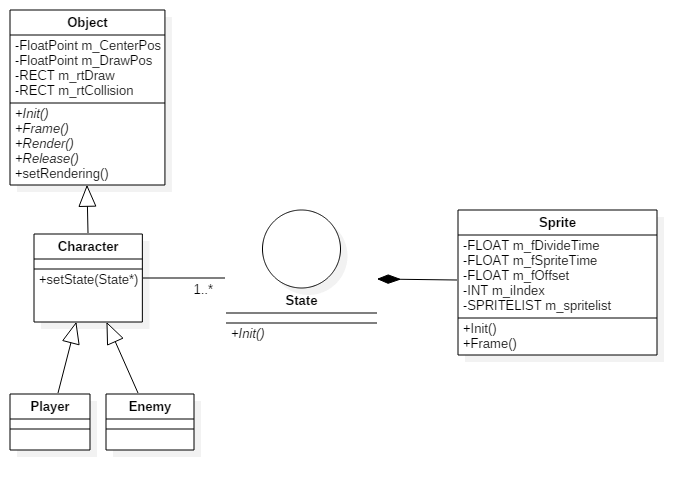 Object
-FloatPoint m_CenterPos
-FloatPoint m_DrawPos
-RECT m_rtDraw
-RECT m_rtCollision
+Init()
+Frame()
+Render()
+Release()
+setRendering()
Character
+setState(State*)
1..*
State
+Init()
Sprite
-FLOAT m_fDivideTime
-FLOAT m_fSpriteTime
-FLOAT m_fOffset
-INT m_iIndex
-SPRITELIST m_spritelist
+Init()
+Frame()
Player
Enemy